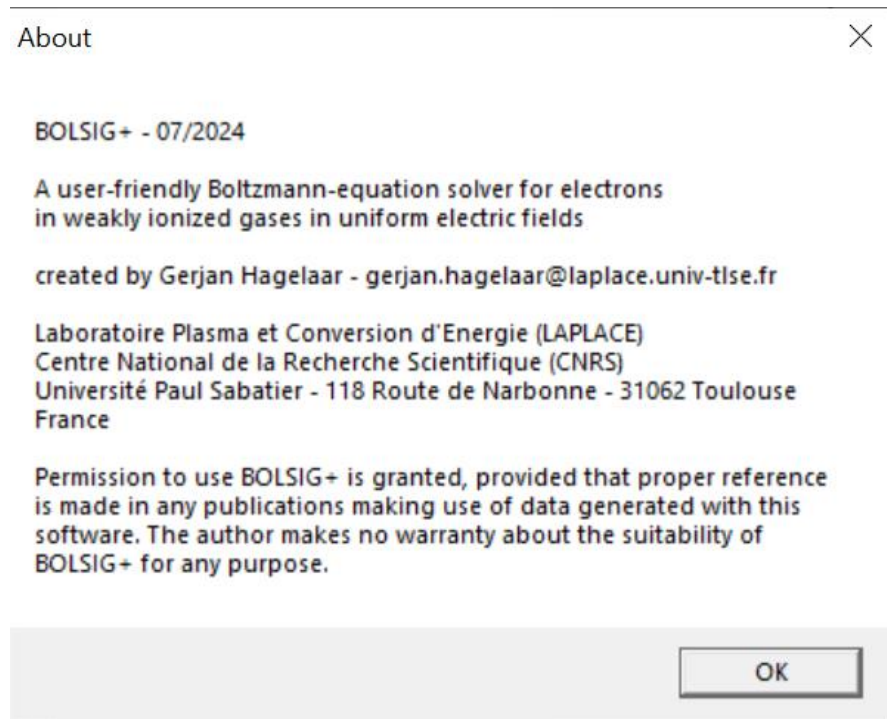 About
BOLSIG+ - 07/2024
A user-friendly Boltzmann-equation solver for electrons
in weakly ionized gases in uniform electric fields
created by Gerjan Hagelaar - gerjan.hagelaar@laplace.univ-tlse.fr
Laboratoire Plasma et Conversion d'Energie (LAPLACE)
Centre National de la Recherche Scientifique (CNRS)
Université Paul Sabatier - 118 Route de Narbonne - 31062 Toulouse
France
Permission to use BOLSIG+ is granted, provided that proper reference
is made in any publications making use of data generated with this
software. The author makes no warranty about the suitability of
BOLSIG+ for any purpose.
OK